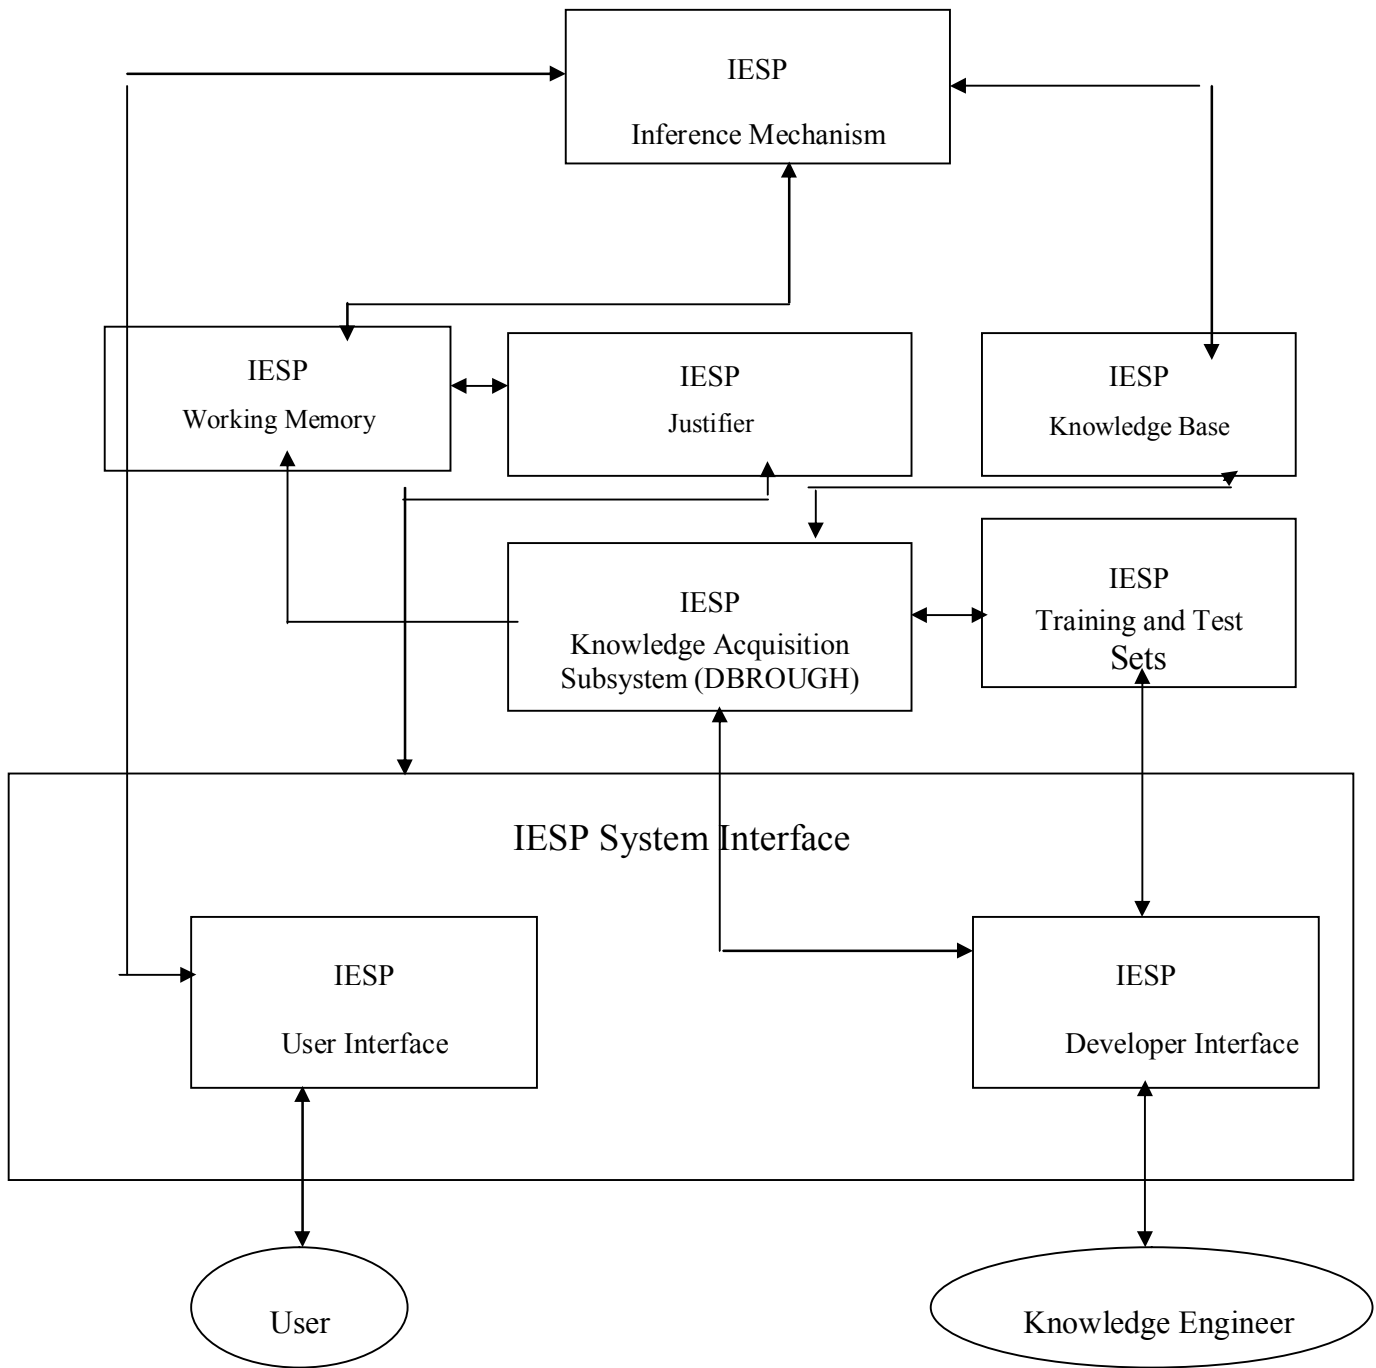 IESP
Inference Mechanism
IESP
Working Memory
IESP
Justifier
IESP
Knowledge Base
IESP
Knowledge Acquisition
Subsystem (DBROUGH)
IESP
Training and Test
Sets
IESP System Interface
IESP
User Interface
IESP
Developer Interface
User
Knowledge Engineer